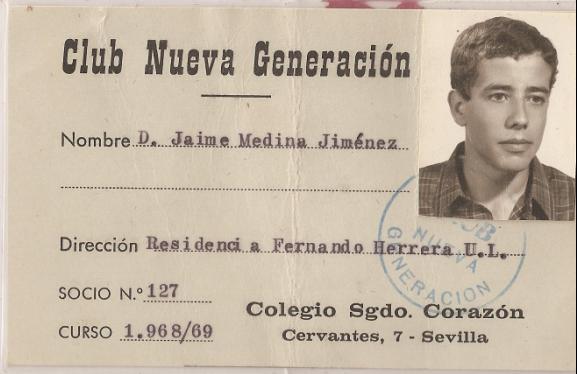 Club Nueva Generación
Nombre D. Jaime Medina Jiménez
Dirección Residencia Fernando Herrera U.L.
SOCIO N.º 127
CURSO 1.968/69
Colegio Sgdo. Corazón
Cervantes, 7 - Sevilla
NUEVA
GENERACION